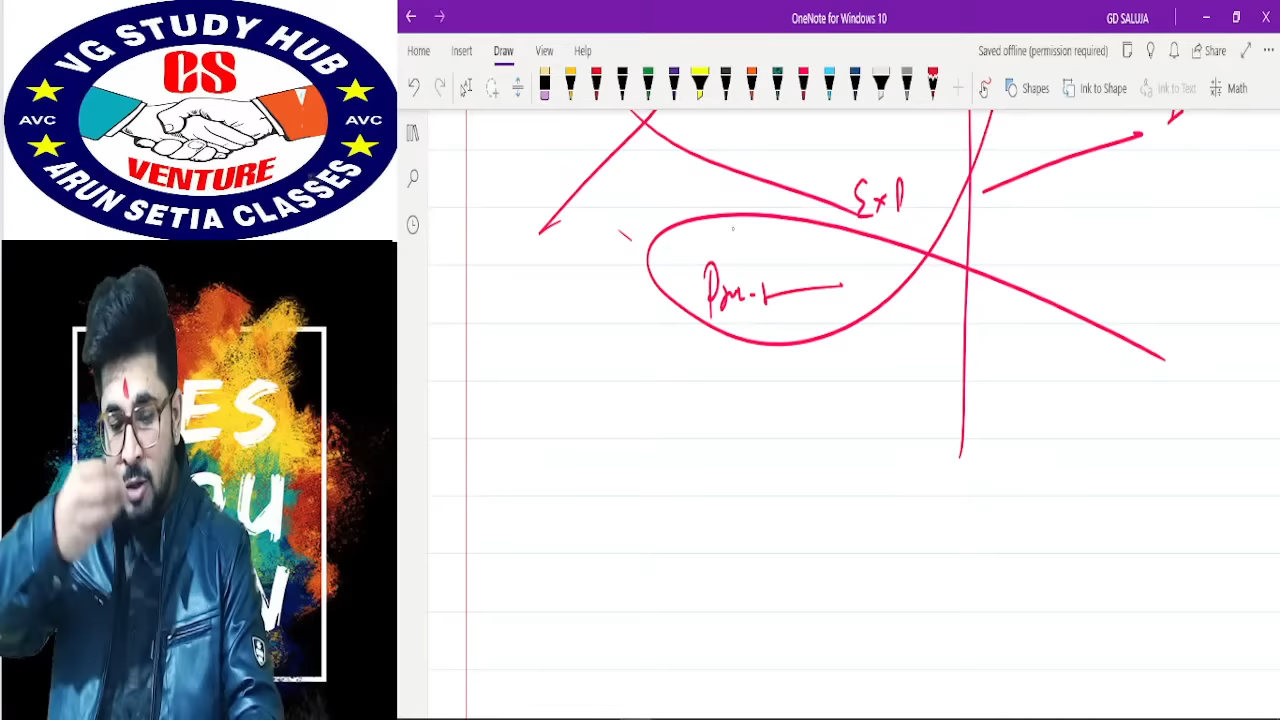 VG STUDY HUB
CS
AVC
AVC
VENTURE
ARUN SETIA CLASSES
ES
OU
N
OneNote for Windows 10
GD SALUJA
Home
Insert
Draw
View
Help
Saved offline (permission required)
Share
Shapes
Ink to Shape
Ink to Text
Math